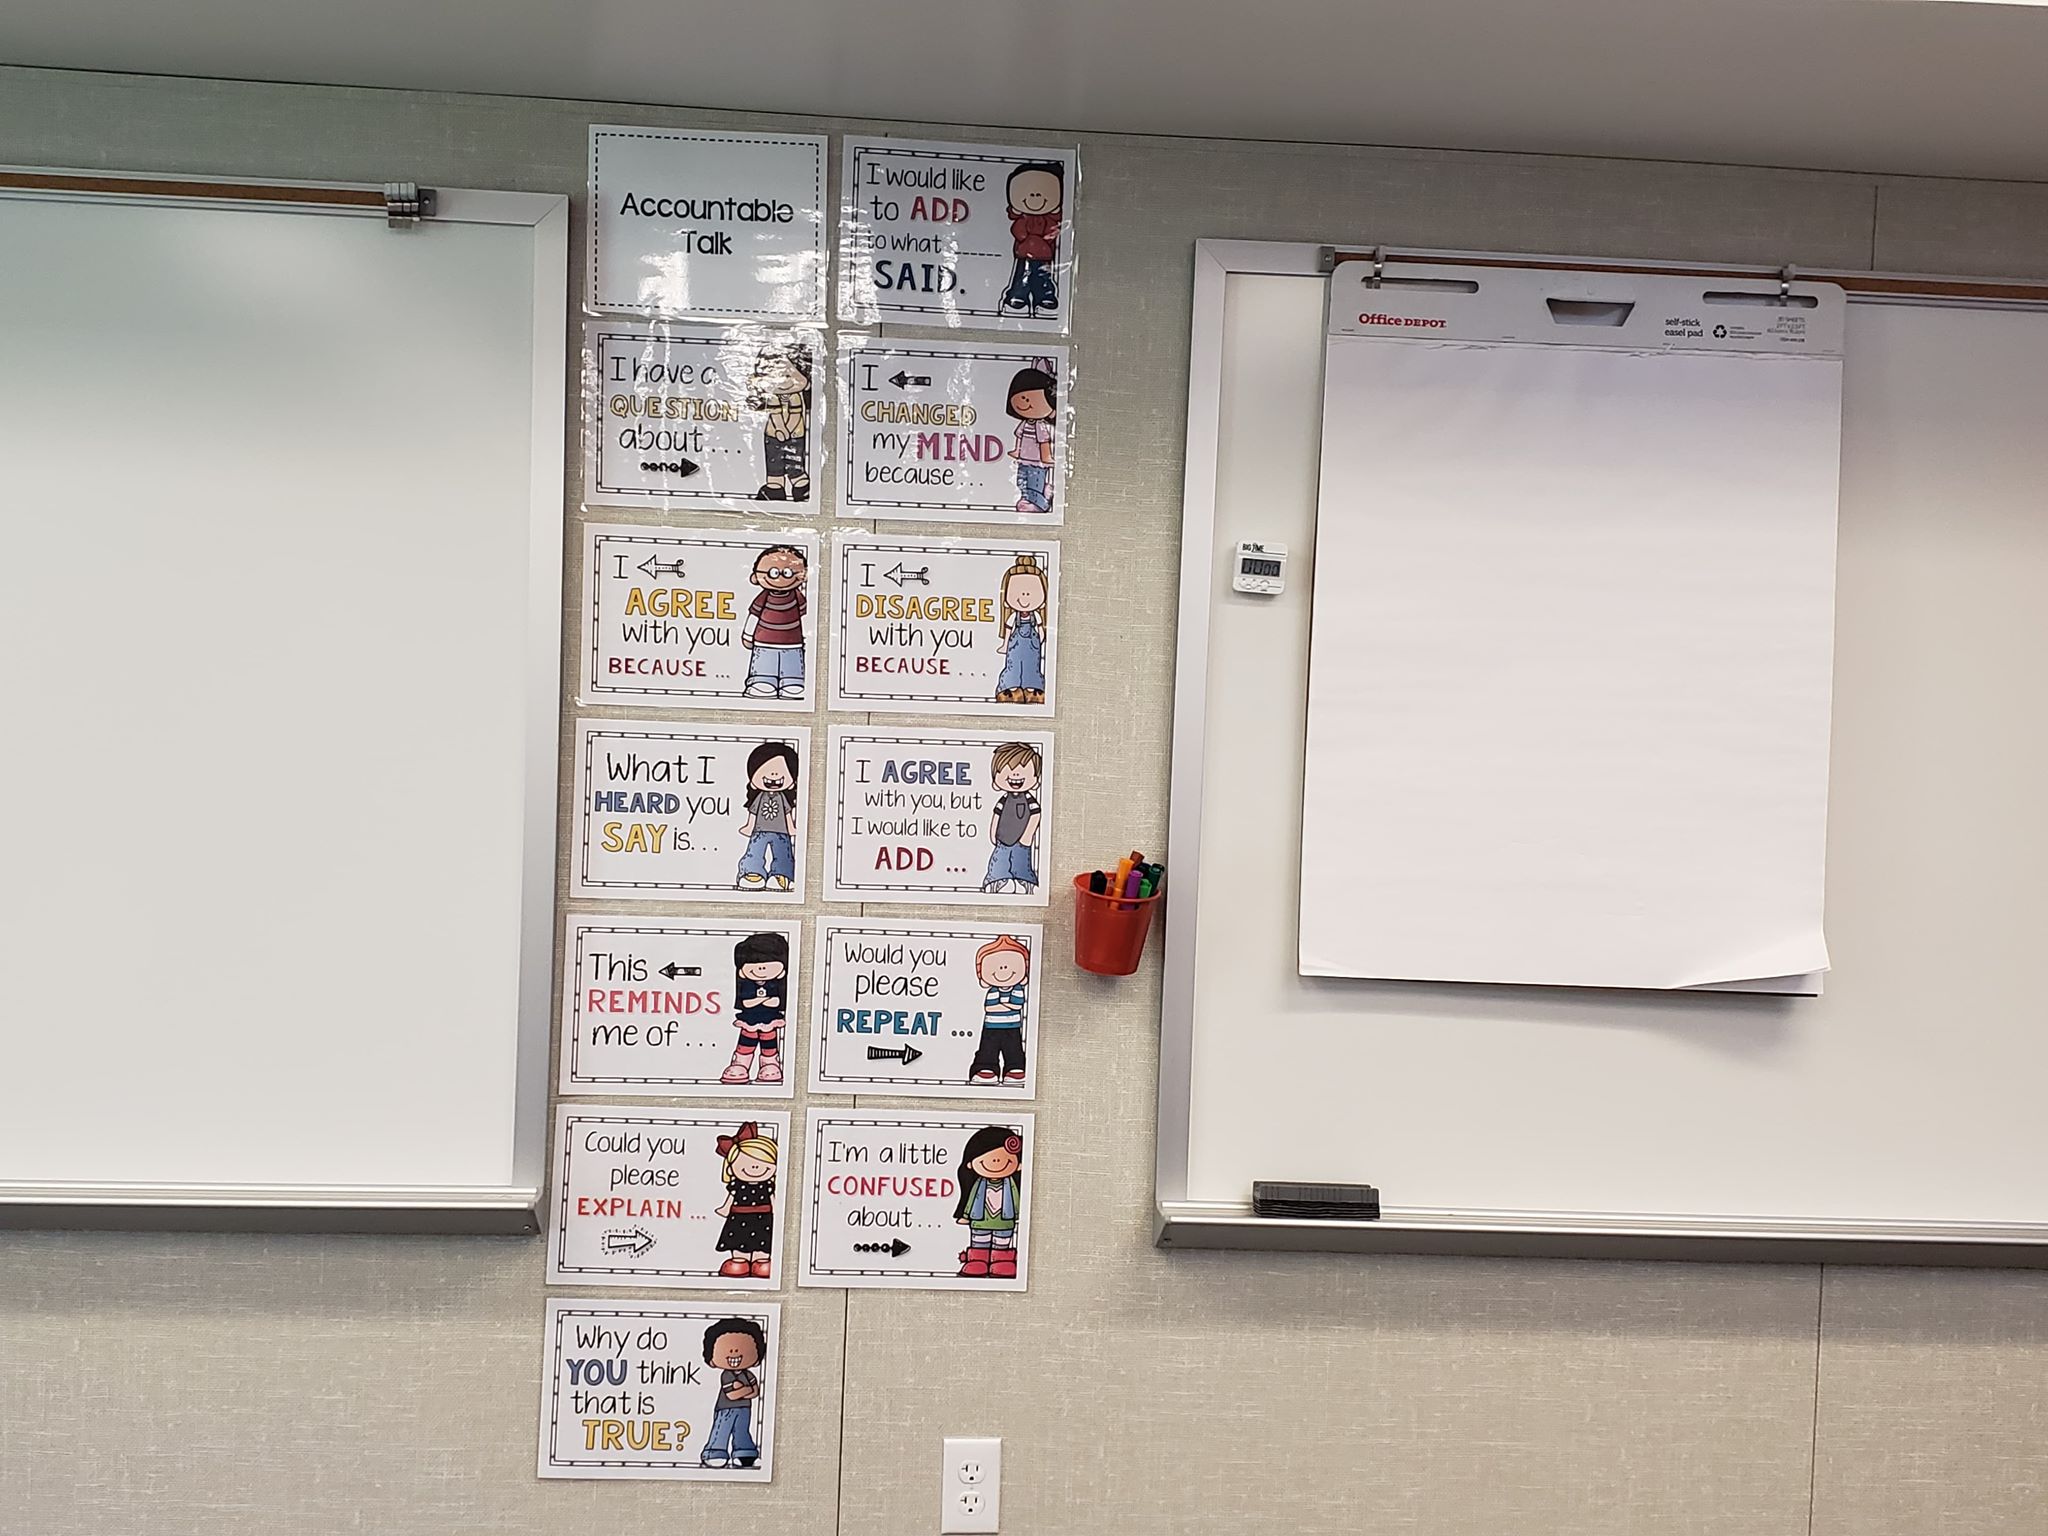 Accountable
Talk
I would like
to ADD
to what ______
SAID.
I have a
QUESTION
about...
I
CHANGED
my MIND
because...
I
AGREE
with you
BECAUSE ...
I
DISAGREE
with you
BECAUSE ...
What I
HEARD you
SAY is...
I AGREE
with you, but
I would like to
ADD ...
This
REMINDS
me of ...
Would you
please
REPEAT ...
Could you
please
EXPLAIN ...
I'm a little
CONFUSED
about...
Why do
YOU think
that is
TRUE?
Office DEPOT
self-stick
easel pad
BIG TIME